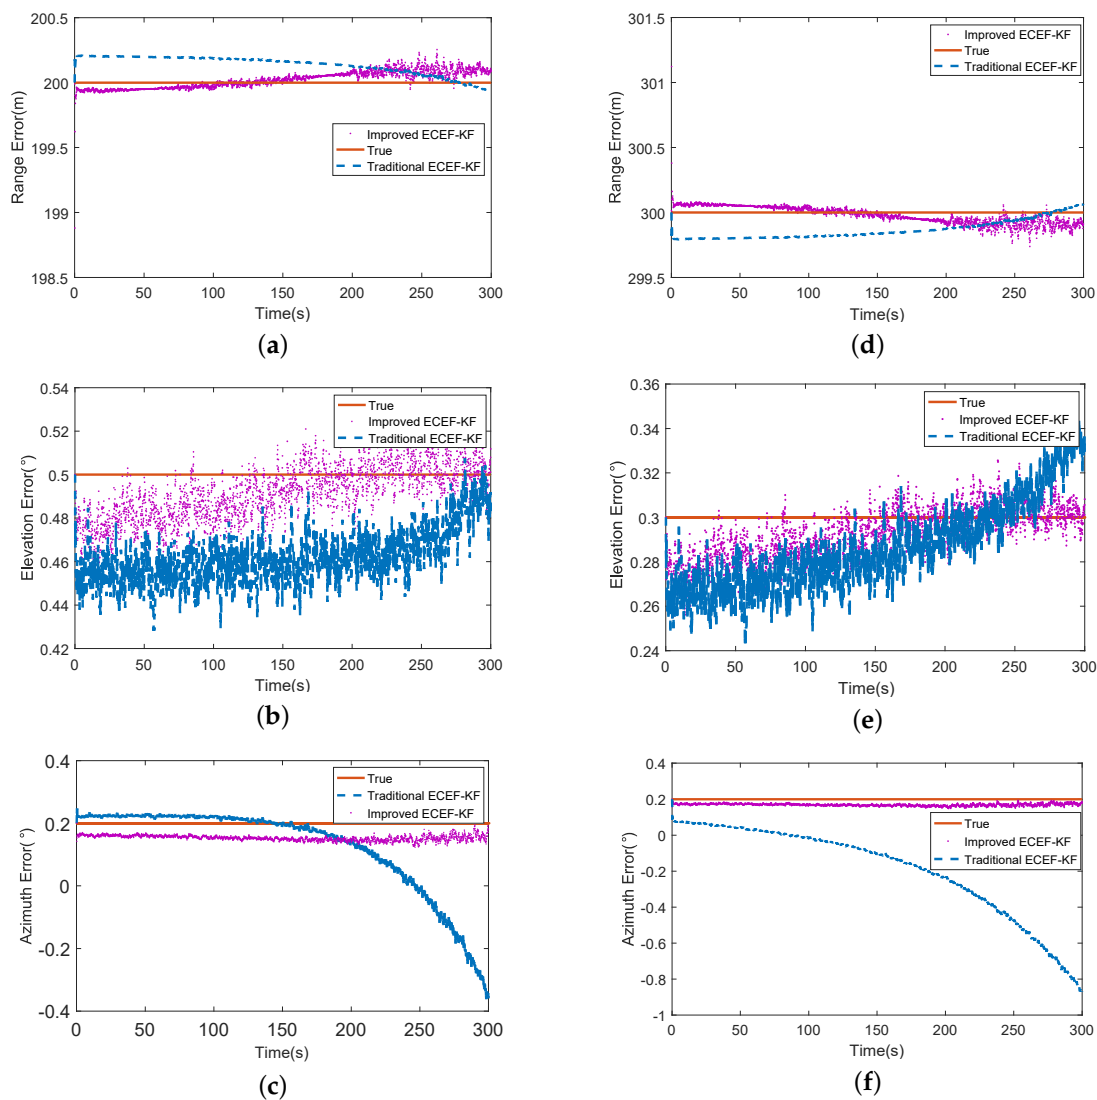 200.5
200
199.5
199
198.5
Range Error(m)
Improved ECEF-KF
True
Traditional ECEF-KF
0 50 100 150 200 250 300
Time(s)
(a)
301.5
301
300.5
300
299.5
Range Error(m)
Improved ECEF-KF
True
Traditional ECEF-KF
0 50 100 150 200 250 300
Time(s)
(d)
0.54
0.52
0.5
0.48
0.46
0.44
0.42
Elevation Error(°)
True
Improved ECEF-KF
Traditional ECEF-KF
0 50 100 150 200 250 300
Time(s)
(b)
0.36
0.34
0.32
0.3
0.28
0.26
0.24
Elevation Error(°)
True
Improved ECEF-KF
Traditional ECEF-KF
0 50 100 150 200 250 300
Time(s)
(e)
0.4
0.2
0
-0.2
-0.4
Azimuth Error(°)
True
Traditional ECEF-KF
Improved ECEF-KF
0 50 100 150 200 250 300
Time(s)
(c)
0.4
0.2
0
-0.2
-0.4
-0.6
-0.8
-1
Azimuth Error(°)
True
Improved ECEF-KF
Traditional ECEF-KF
0 50 100 150 200 250 300
Time(s)
(f)